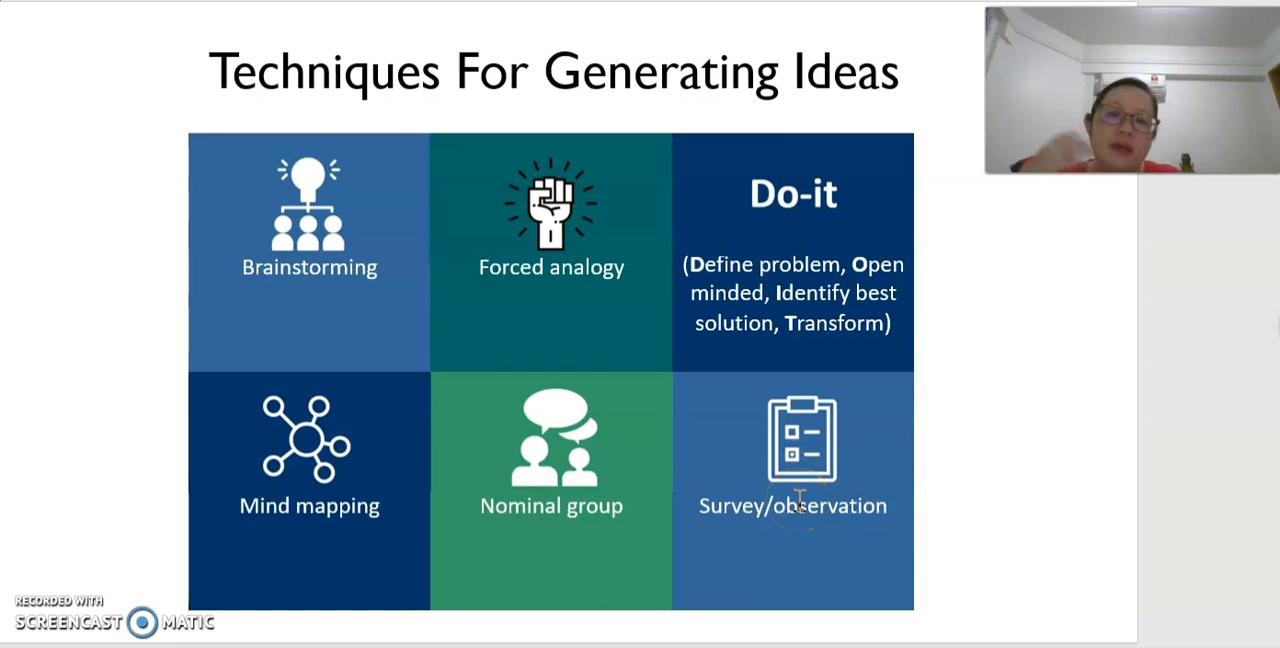 Techniques For Generating Ideas
Brainstorming
Forced analogy
Do-it
(Define problem, Open
minded, Identify best
solution, Transform)
Mind mapping
Nominal group
Survey/observation
RECORDED WITH
SCREENCAST MATIC